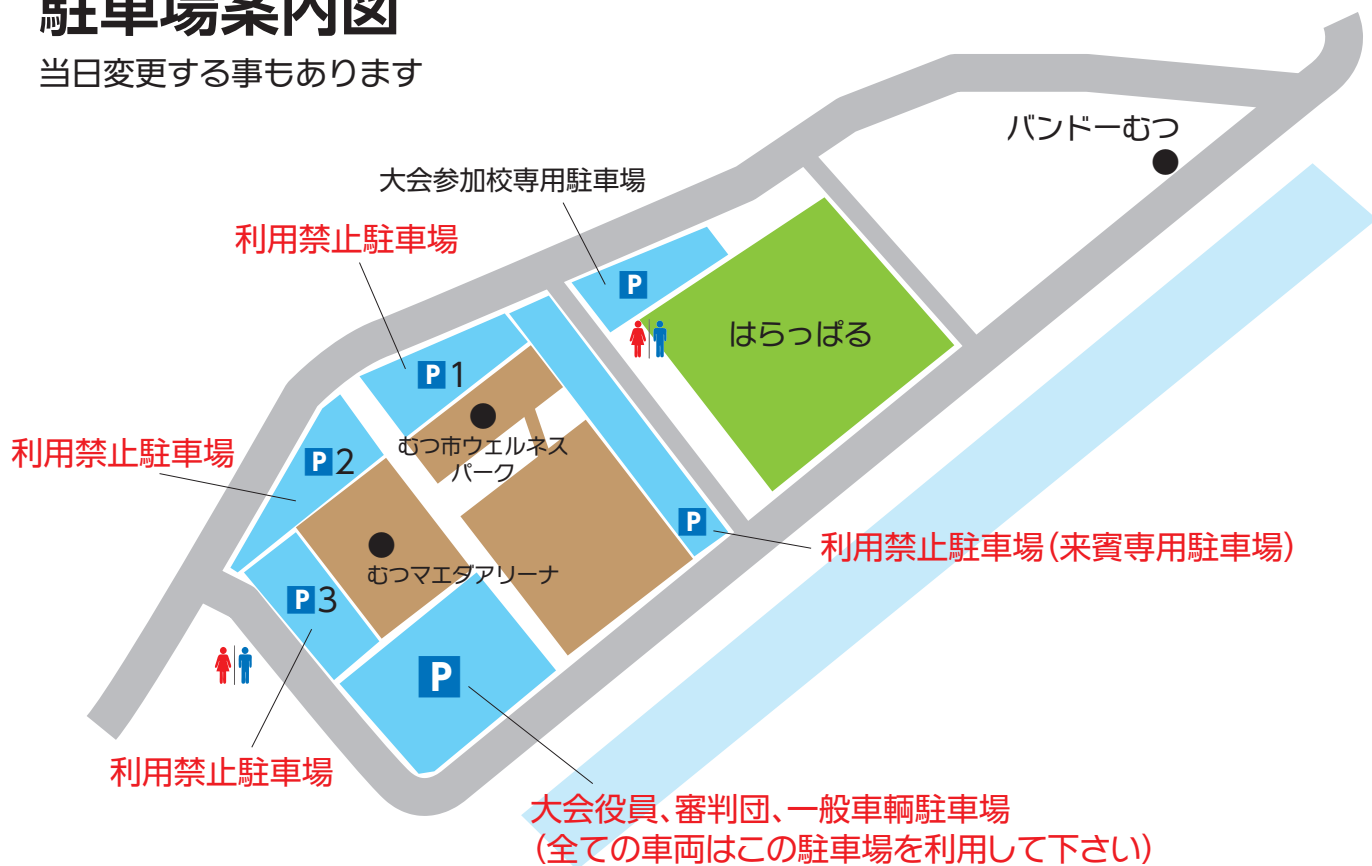 駐車場案内図
当日変更する事もあります
バンドーむつ
大会参加校専用駐車場
利用禁止駐車場
P
はらっぱる
P1
むつ市ウェルネス
パーク
利用禁止駐車場
P2
P
利用禁止駐車場(来賓専用駐車場)
むつマエダアリーナ
P3
P
利用禁止駐車場
大会役員、審判団、一般車輌駐車場
(全ての車両はこの駐車場を利用して下さい)